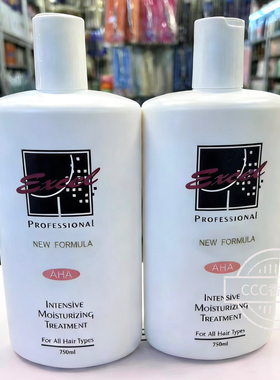 Excel
PROFESSIONAL
NEW FORMULA
AHA
INTENSIVE
MOISTURIZING
TREATMENT
For All Hair Types
750ml
Excel
PROFESSIONAL
NEW FORMULA
AHA
INTENSIVE
MOISTURIZING
TREATMENT
For All Hair Types
750ml
CCC